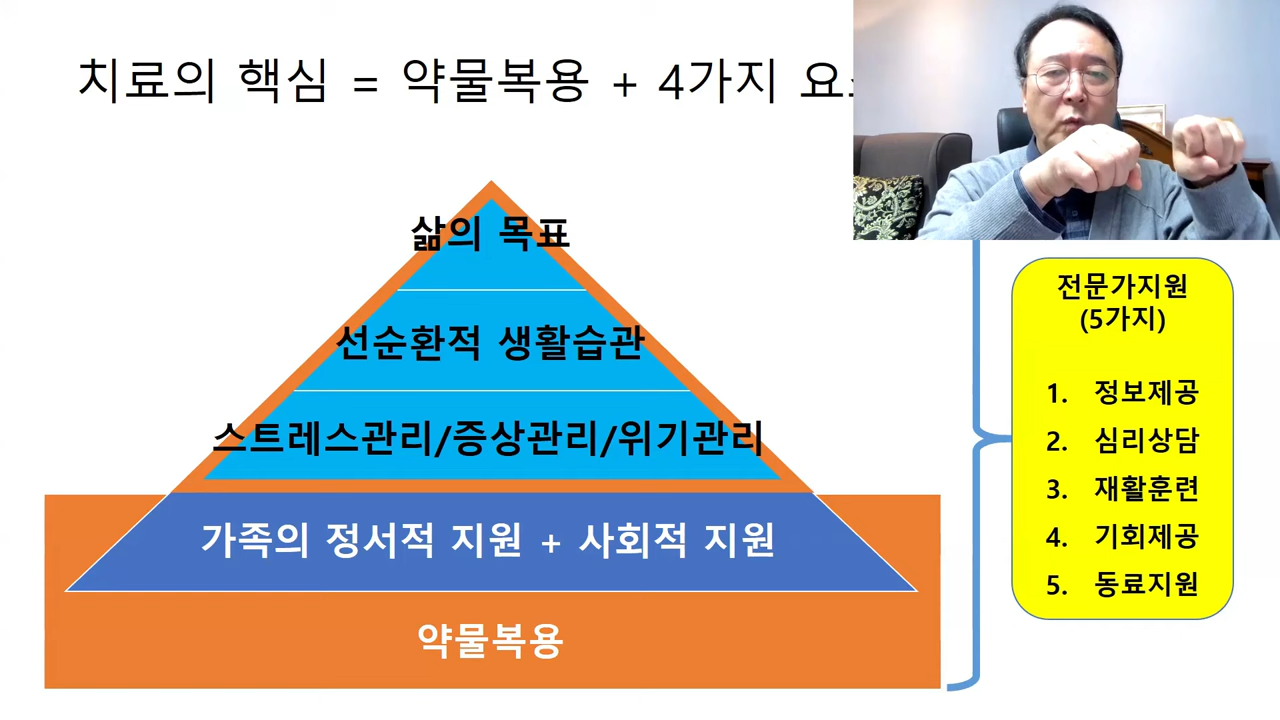 치료의 핵심 = 약물복용 + 4가지
삶의 목표
선순환적 생활습관
스트레스관리/증상관리/위기관리
가족의 정서적 지원 + 사회적 지원
약물복용
전문가지원
(5가지)
1. 정보제공
2. 심리상담
3. 재활훈련
4. 기회제공
5. 동료지원